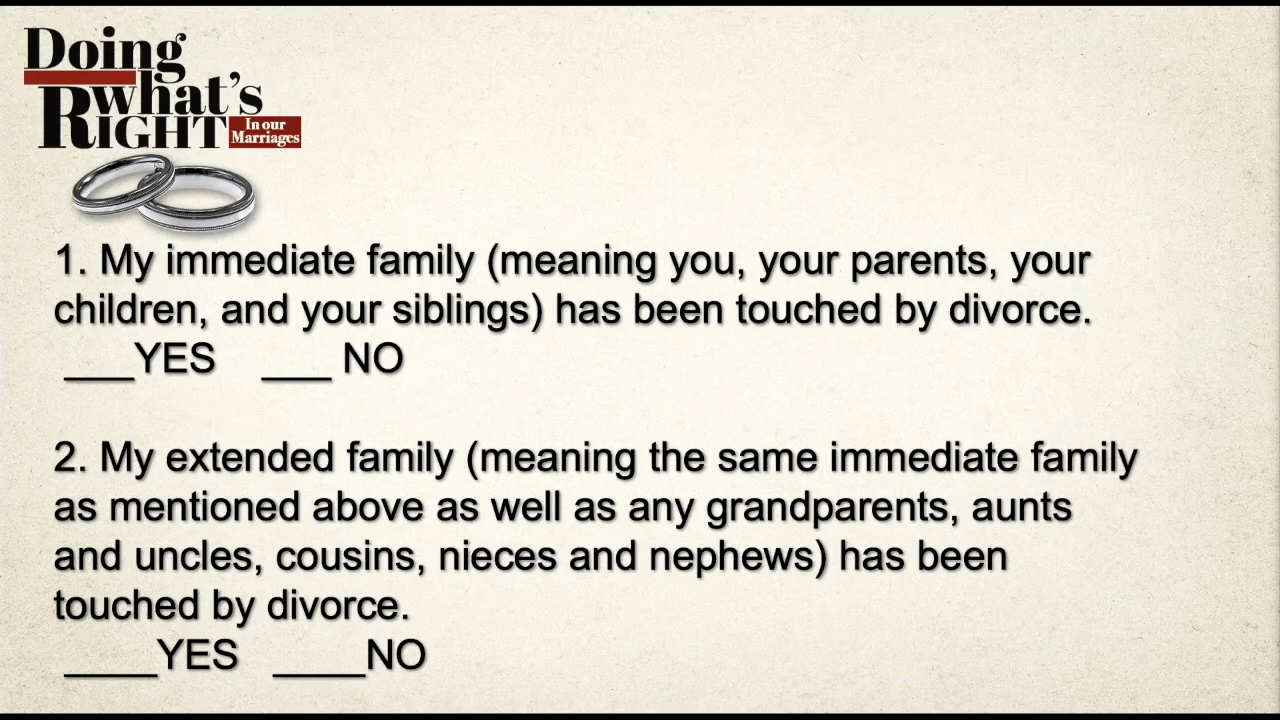 Doing
what's
RIGHT
In our
Marriages
1. My immediate family (meaning you, your parents, your
children, and your siblings) has been touched by divorce.
___YES ___ NO
2. My extended family (meaning the same immediate family
as mentioned above as well as any grandparents, aunts
and uncles, cousins, nieces and nephews) has been
touched by divorce.
____YES ____NO